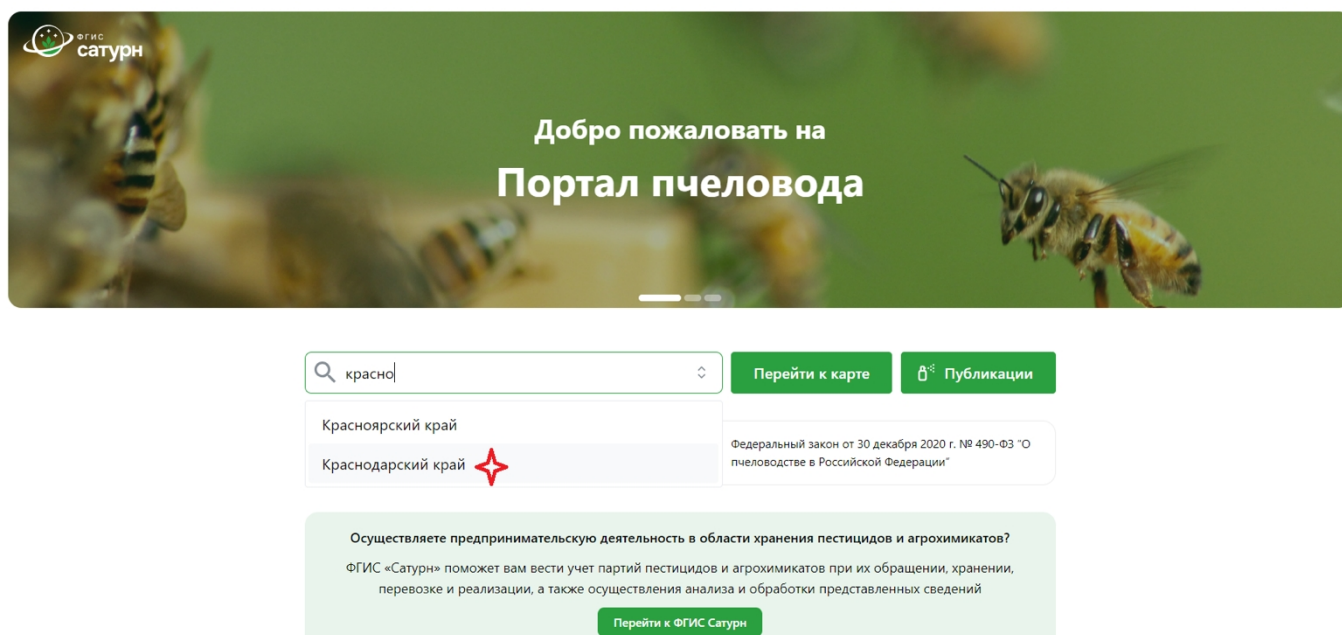 ФГИС
сатурн
Добро пожаловать на
Портал пчеловода
красно
Перейти к карте
Публикации
Красноярский край
Краснодарский край
Федеральный закон от 30 декабря 2020 г. № 490-ФЗ "О
пчеловодстве в Российской Федерации"
Осуществляете предпринимательскую деятельность в области хранения пестицидов и агрохимикатов?
ФГИС «Сатурн» поможет вам вести учет партий пестицидов и агрохимикатов при их обращении, хранении,
перевозке и реализации, а также осуществления анализа и обработки представленных сведений
Перейти к ФГИС Сатурн